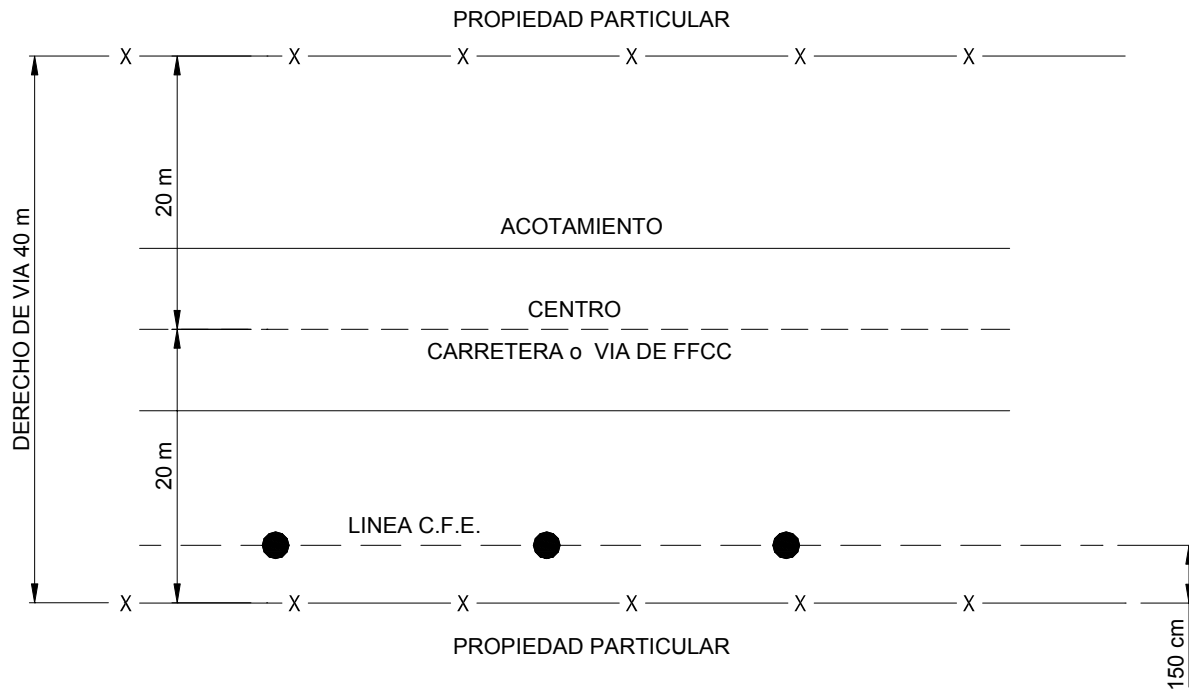 PROPIEDAD PARTICULAR
X X X X X X
DERECHO DE VIA 40 m
20 m
ACOTAMIENTO
CENTRO
CARRETERA o VIA DE FFCC
20 m
LINEA C.F.E.
X X X X X X
PROPIEDAD PARTICULAR
150 cm